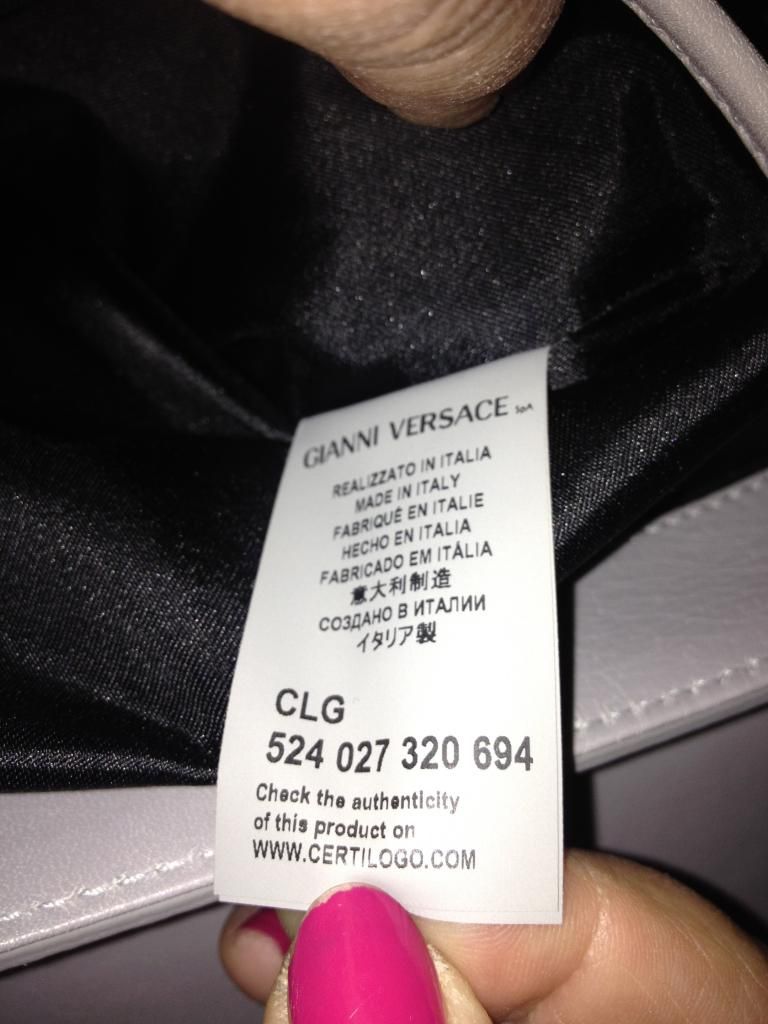 GIANNI VERSACE SpA
REALIZZATO IN ITALIA
MADE IN ITALY
FABRIQUÉ EN ITALIE
HECHO EN ITALIA
FABRICADO EM ITÁLIA
意大利制造
СОЗДАНО В ИТАЛИИ
イタリア製
CLG
524 027 320 694
Check the authenticity
of this product on
WWW.CERTILOGO.COM